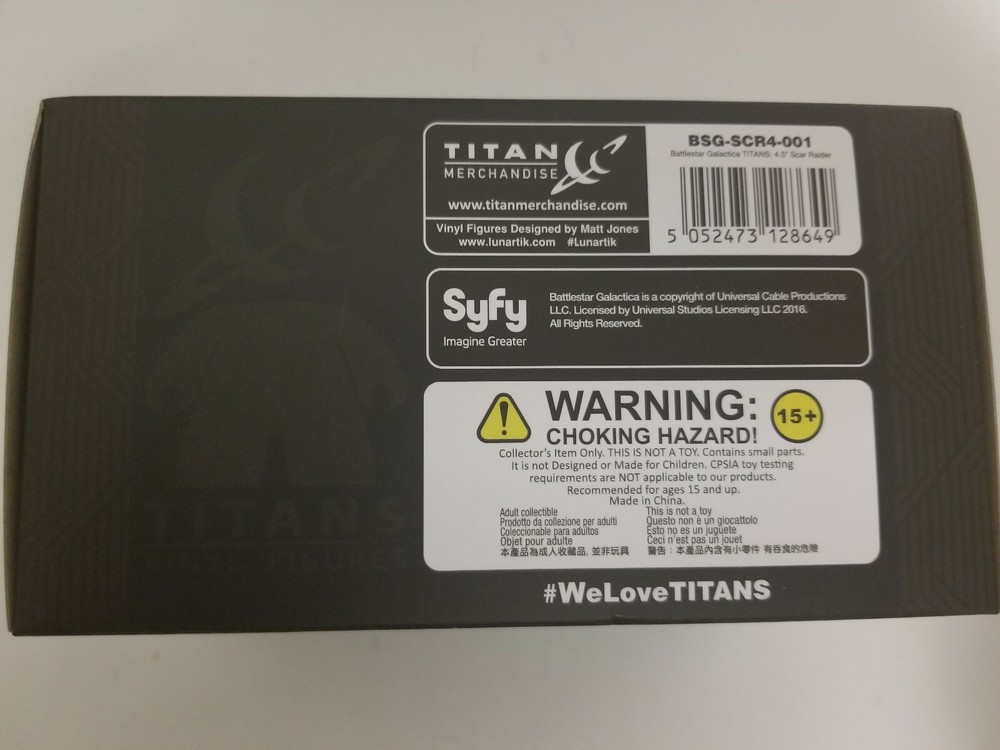 TITAN
MERCHANDISE
www.titanmerchandise.com
Vinyl Figures Designed by Matt Jones
www.lunartik.com #Lunartik
BSG-SCR4-001
Battlestar Galactica TITANS: 4.5" Scar Raider
5 052473 128649
Syfy
Imagine Greater
Battlestar Galactica is a copyright of Universal Cable Productions
LLC. Licensed by Universal Studios Licensing LLC 2016.
All Rights Reserved.
WARNING:
CHOKING HAZARD!
15+
Collector's Item Only. THIS IS NOT A TOY. Contains small parts.
It is not Designed or Made for Children. CPSIA toy testing
requirements are NOT applicable to our products.
Recommended for ages 15 and up.
Made in China.
Adult collectible
Prodotto da collezione per adulti
Coleccionable para adultos
Objet pour adulte
本產品為成人收藏品, 並非玩具
This is not a toy
Questo non è un giocattolo
Esto no es un juguete
Ceci n'est pas un jouet
警告：本產品內含有小零件 有吞食的危險
#WeLoveTITANS
TITANS